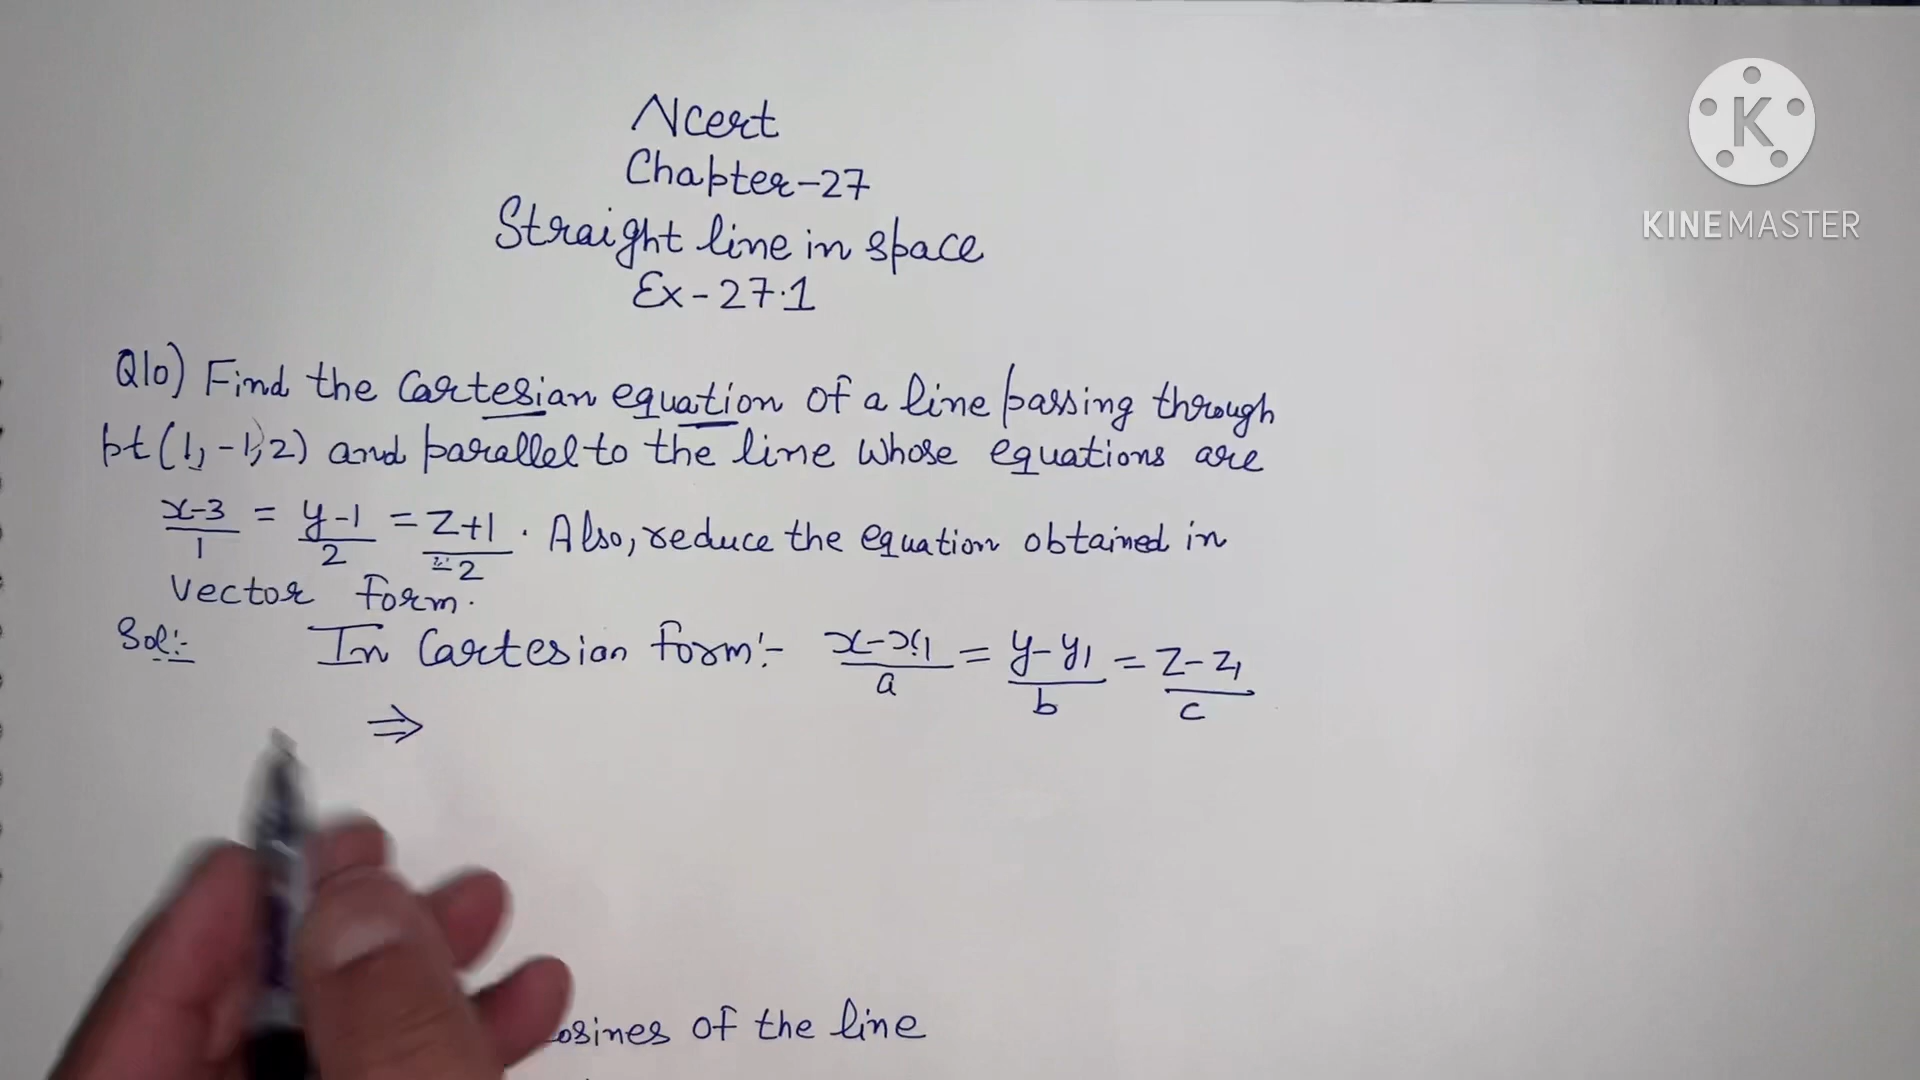 K
KINEMASTER
Ncert
Chapter-27
Straight line in space
Ex-27.1
Q10) Find the Cartesian equation of a line passing through
pt (1, -1, 2) and parallel to the line whose equations are
x-3/1 = y-1/2 = z+1/-2 . Also, reduce the equation obtained in
vector form.
Sol:- In Cartesian form:- x-x1/a = y-y1/b = z-z1/c
⇒
of the line